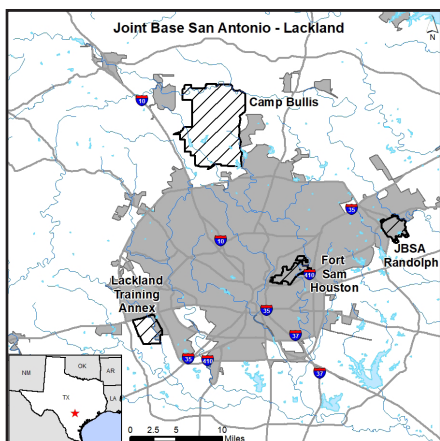 Joint Base San Antonio - Lackland
N
10
Camp Bullis
35
JBSA
Randolph
10
Fort
Sam
Houston
410
Lackland
Training
Annex
35
37
35
410
37
NM
OK
AR
TX
LA
0 2.5 5 10
Miles